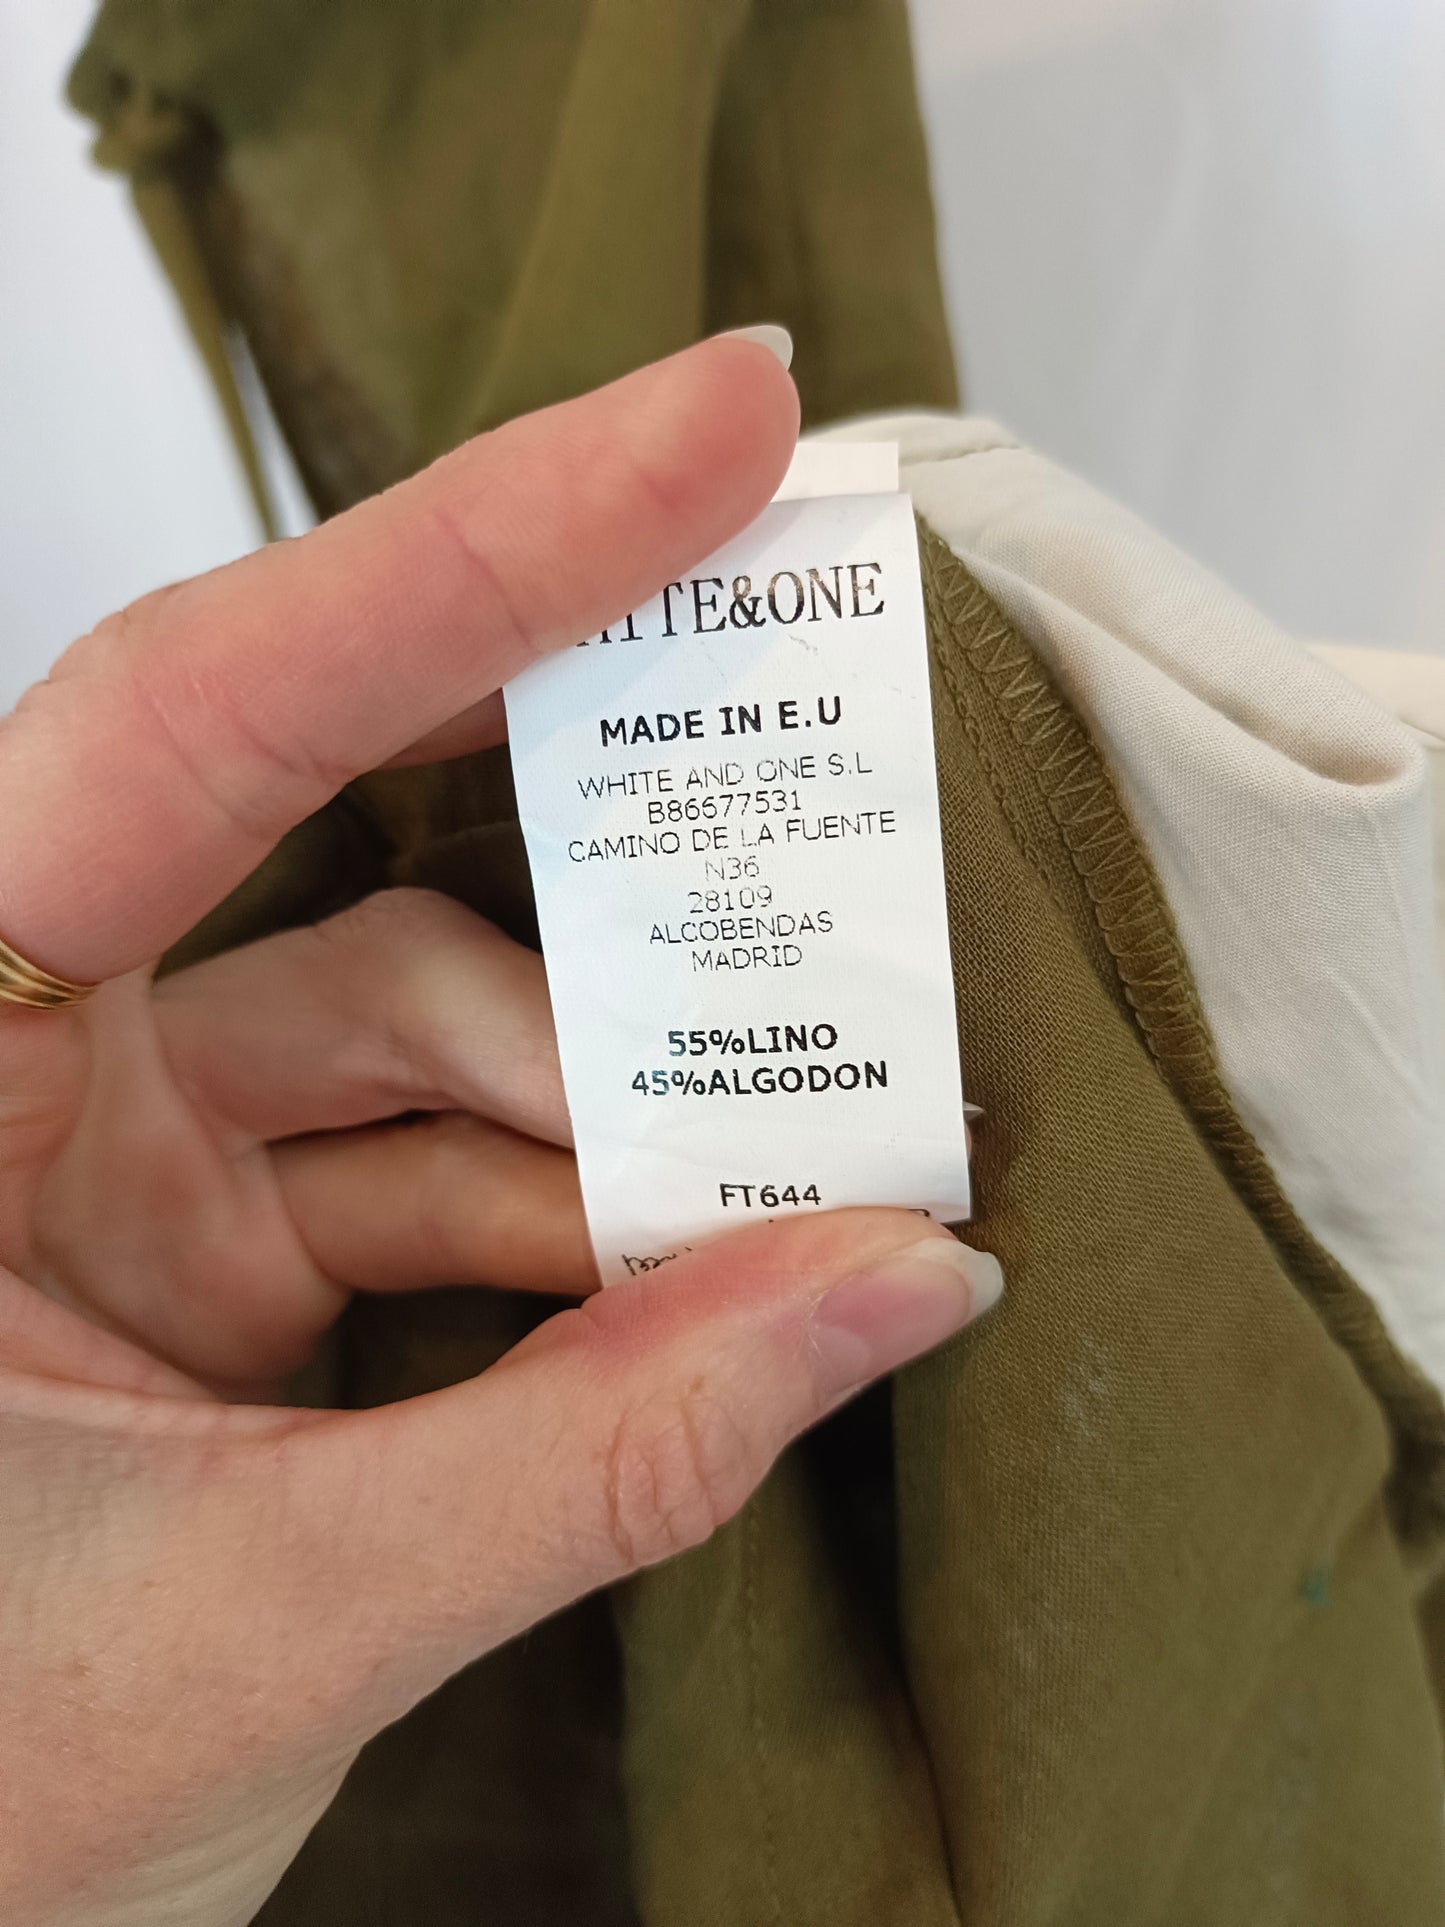 TE&ONE
MADE IN E.U
WHITE AND ONE S.L
B86677531
CAMINO DE LA FUENTE
N36
28109
ALCOBENDAS
MADRID
55%LINO
45%ALGODON
FT644